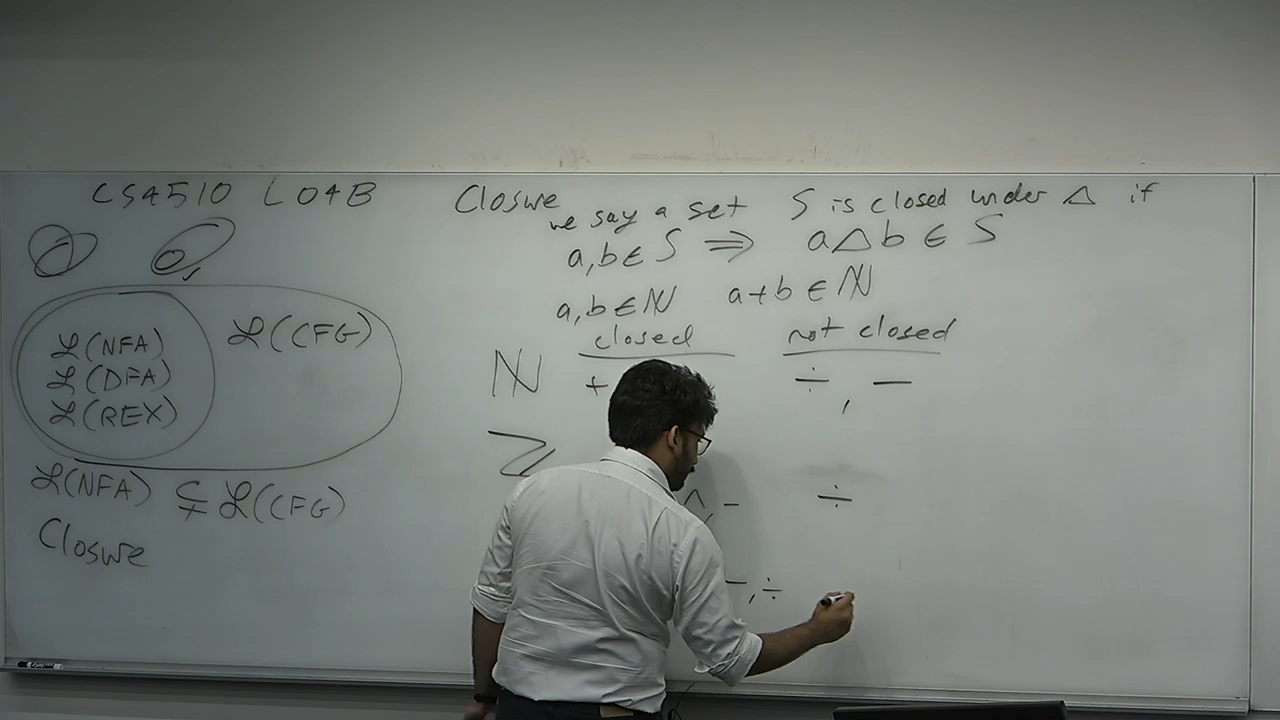 CS4510 L04B
L(NFA)
L(DFA)
L(REX)
L(CFG)
L(NFA) ⊊ L(CFG)
Closure
Closure
we say a set S is closed under △ if
a,b ∈ S ⇒ a△b ∈ S
a,b ∈ ℕ a+b ∈ ℕ
closed not closed
ℕ + ÷, −
ℤ
^, − ÷
−, ÷